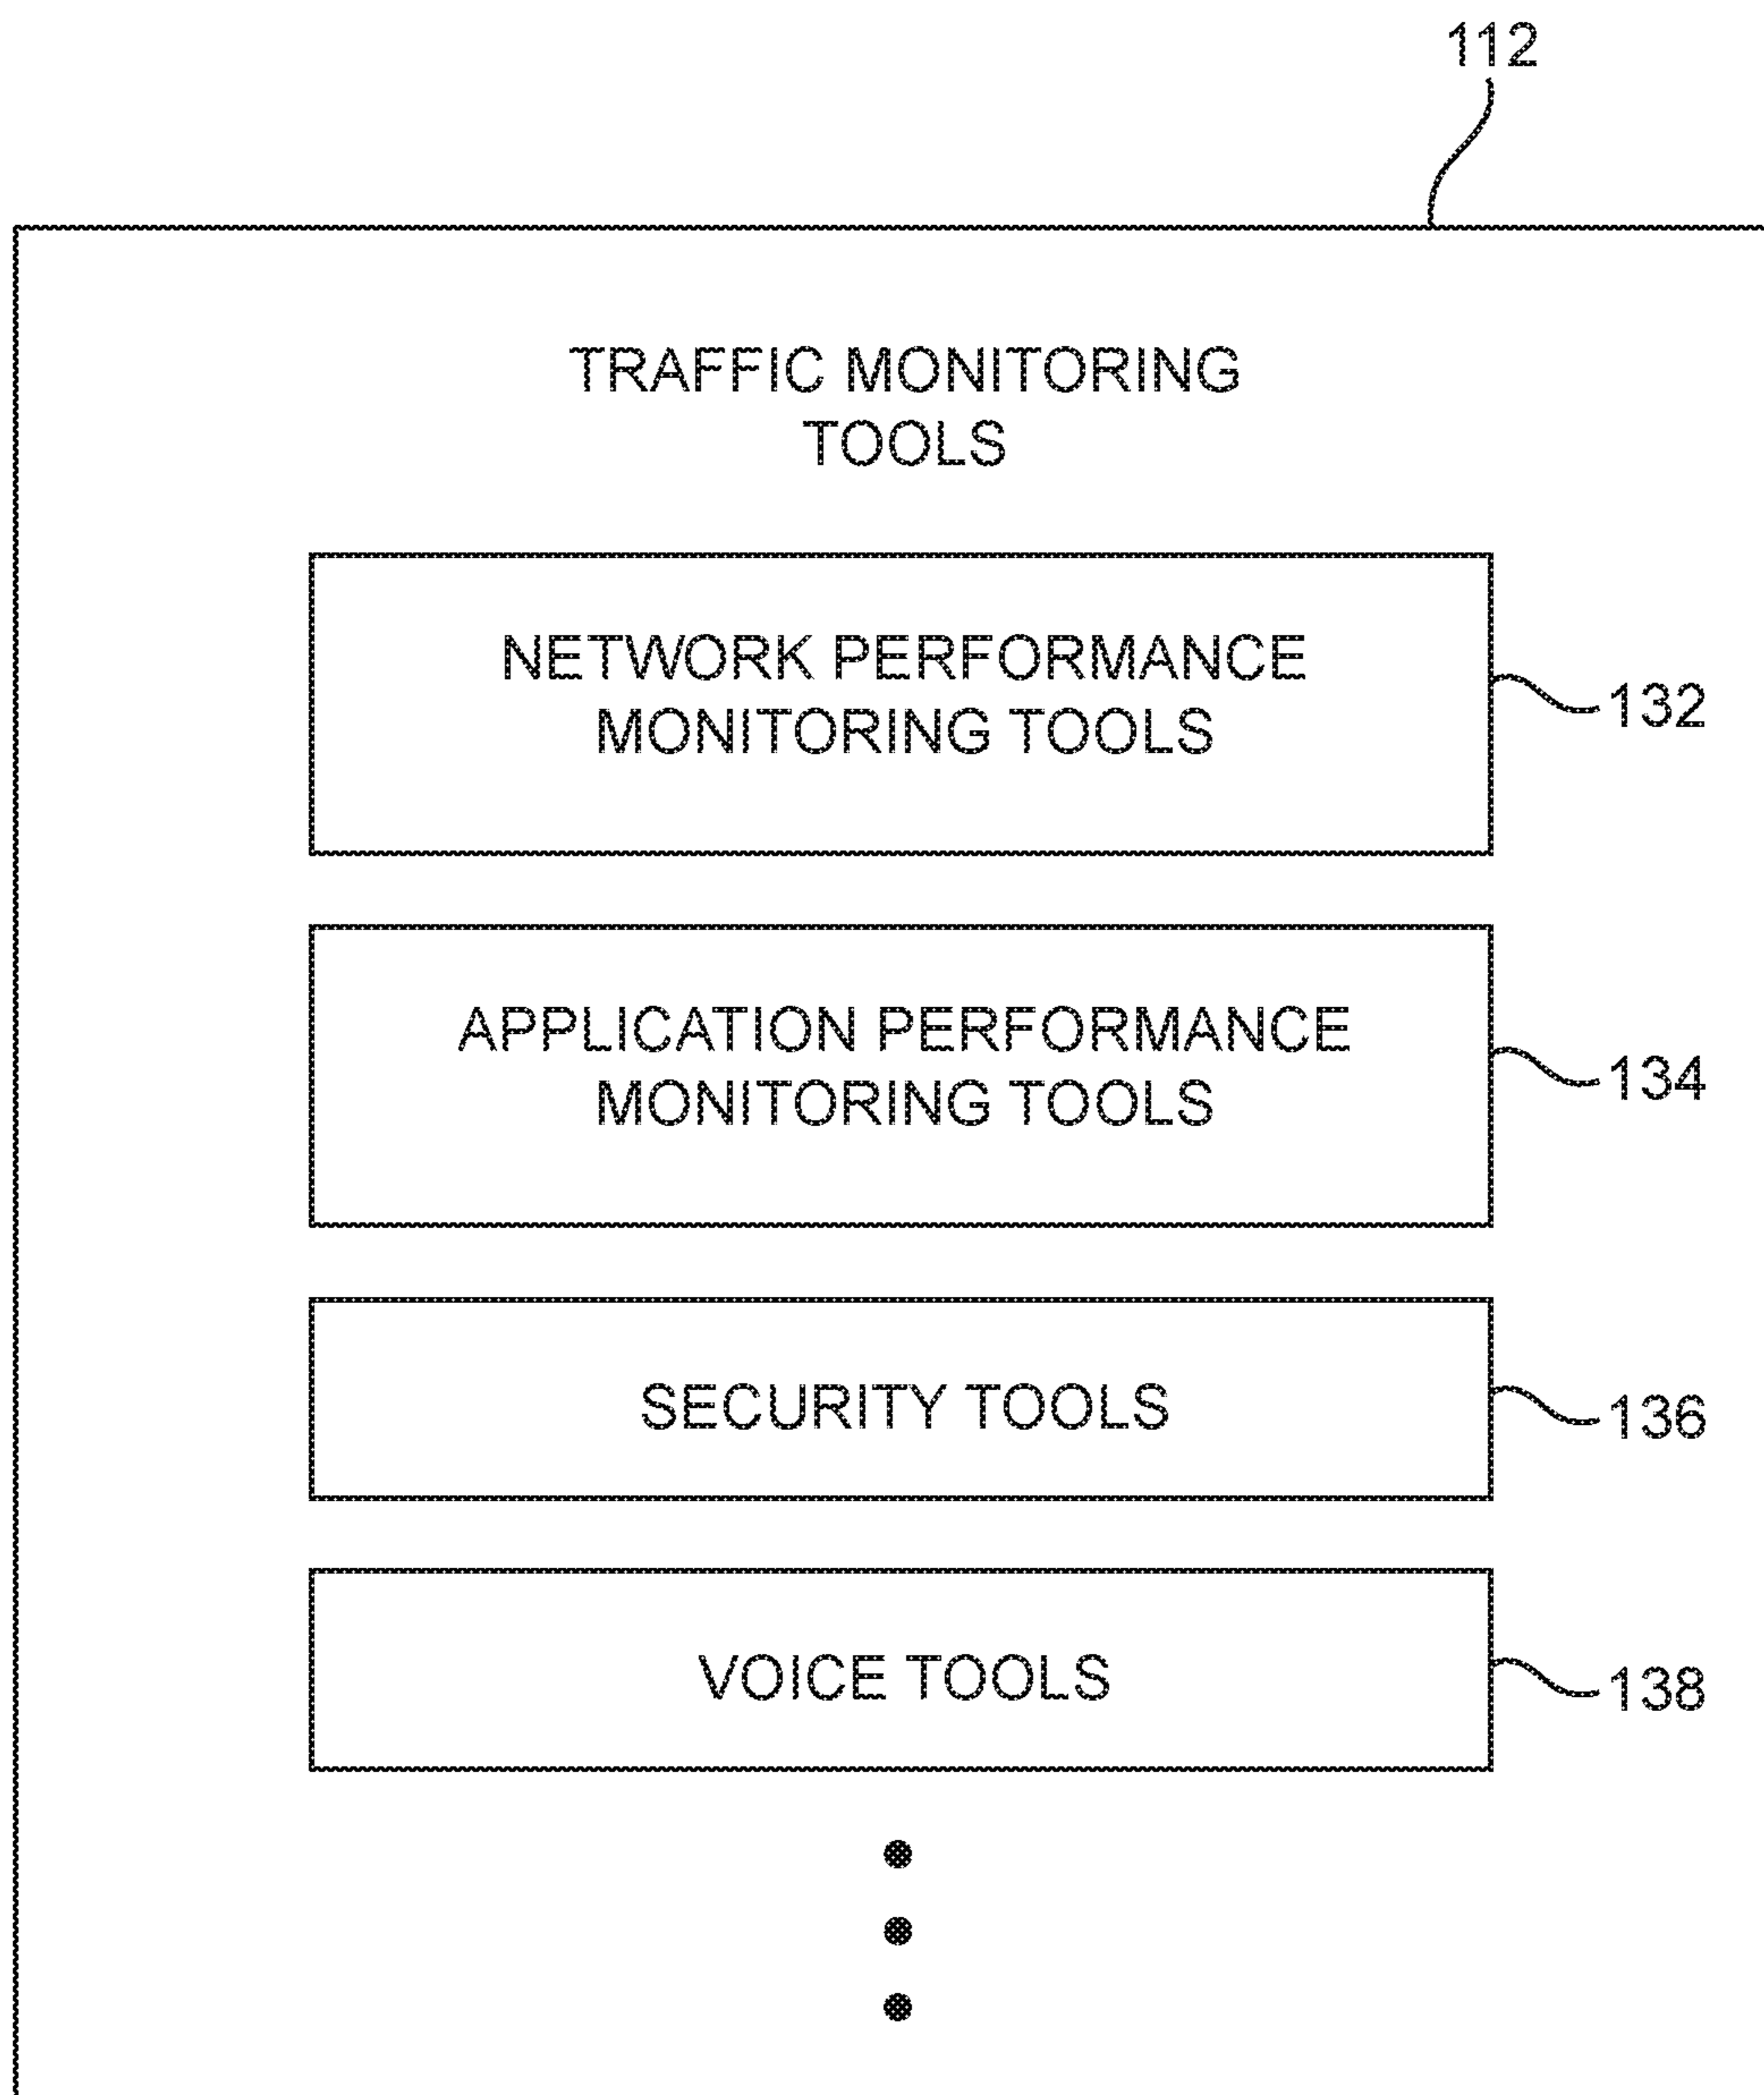 112
TRAFFIC MONITORING
TOOLS
NETWORK PERFORMANCE
MONITORING TOOLS
132
APPLICATION PERFORMANCE
MONITORING TOOLS
134
SECURITY TOOLS
136
VOICE TOOLS
138